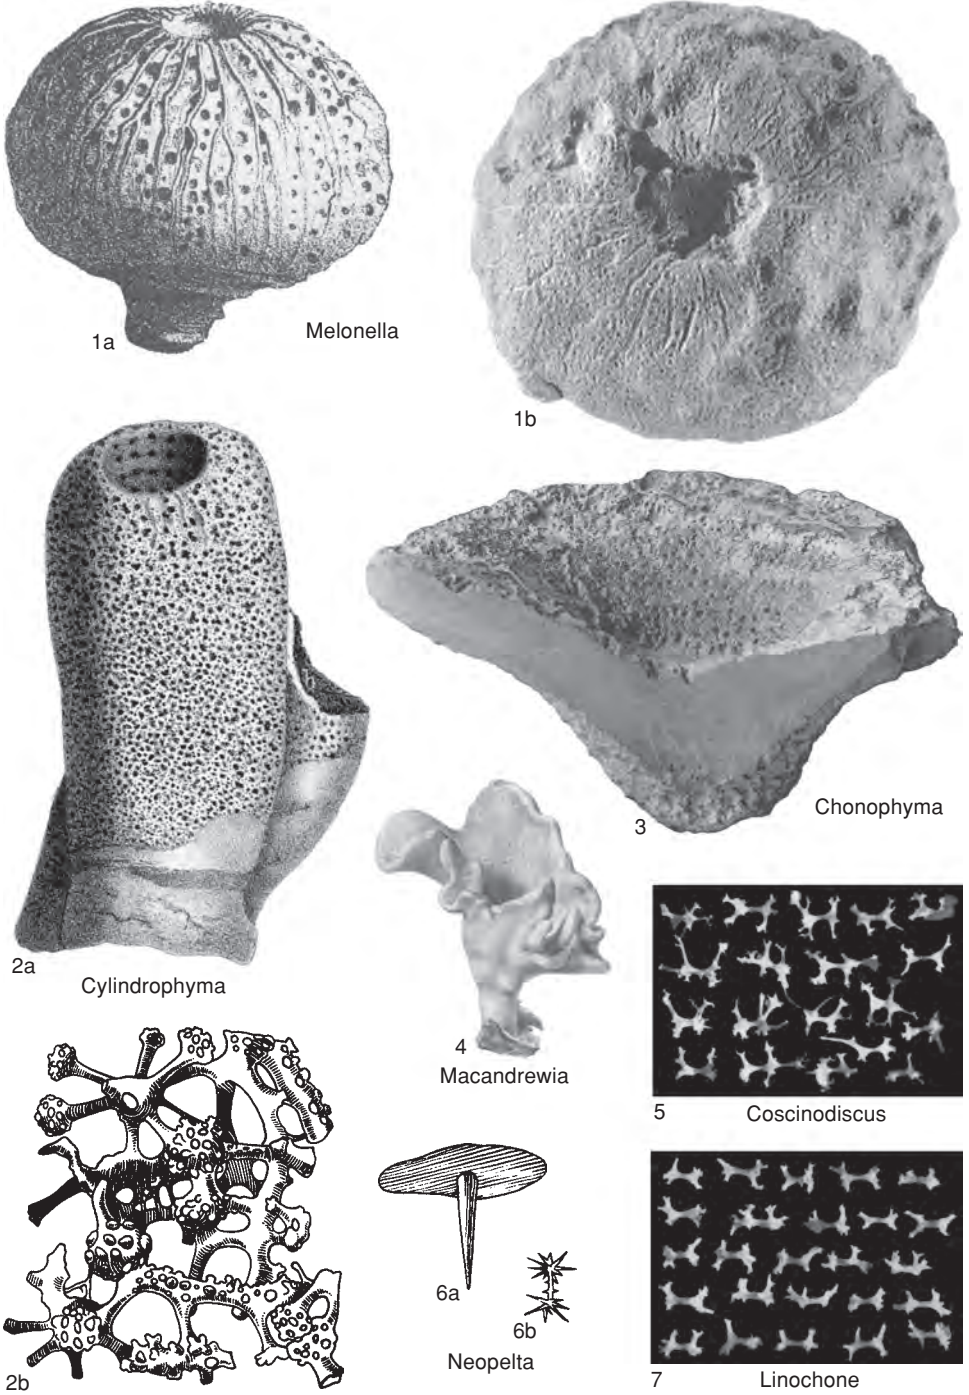 1a
Melonella
1b
2a
Cylindrophyma
3
Chonophyma
4
Macandrewia
5
Coscinodiscus
2b
6a
6b
Neopelta
7
Linochone